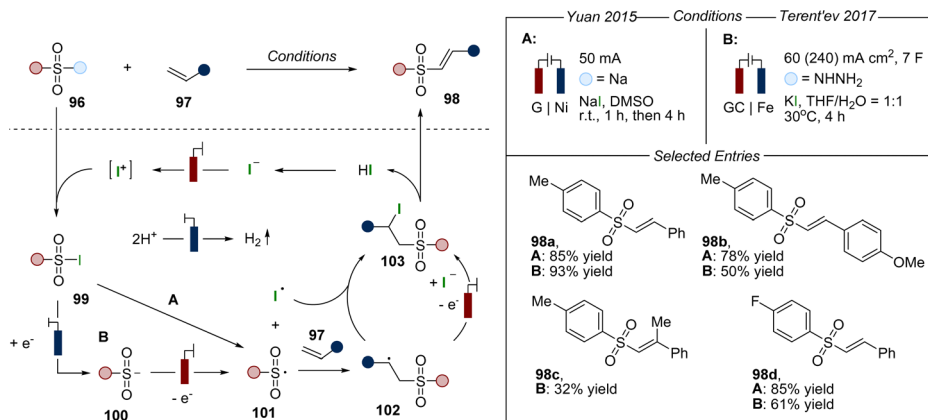 O
S
O
+
Conditions
O
S
O
96
97
98
[I⁺]
I⁻
HI
2H⁺
H₂↑
I
O
S
O
103
O
S
I
O
99
A
I•
+ I⁻
- e⁻
+ e⁻
B
+
97
O
S
O
-
- e⁻
O
S•
O
•
O
S
O
100
101
102
Yuan 2015
Conditions
Terent'ev 2017
A:
50 mA
= Na
G | Ni
NaI, DMSO
r.t., 1 h, then 4 h
B:
60 (240) mA cm², 7 F
= NHNH₂
GC | Fe
KI, THF/H₂O = 1:1
30°C, 4 h
Selected Entries
Me
O
S
O
Ph
98a,
A: 85% yield
B: 93% yield
Me
O
S
O
OMe
98b,
A: 78% yield
B: 50% yield
Me
O
S
O
Me
Ph
98c,
B: 32% yield
F
O
S
O
Ph
98d,
A: 85% yield
B: 61% yield